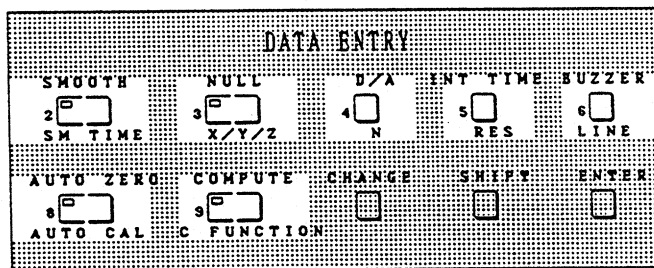 DATA ENTRY
SMOOTH NULL D/A INT TIME BUZZER
2 3 4 5 6
SM TIME X/Y/Z N RES LINE
AUTO ZERO COMPUTE CHANGE SHIFT ENTER
8 9
AUTO CAL C FUNCTION